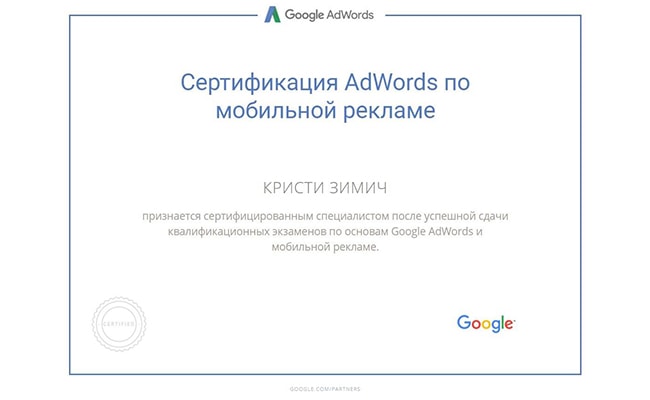 Google AdWords
Сертификация AdWords по
мобильной рекламе
КРИСТИ ЗИМИЧ
признается сертифицированным специалистом после успешной сдачи
квалификационных экзаменов по основам Google AdWords и
мобильной рекламе.
CERTIFIED
Google
GOOGLE.COM/PARTNERS